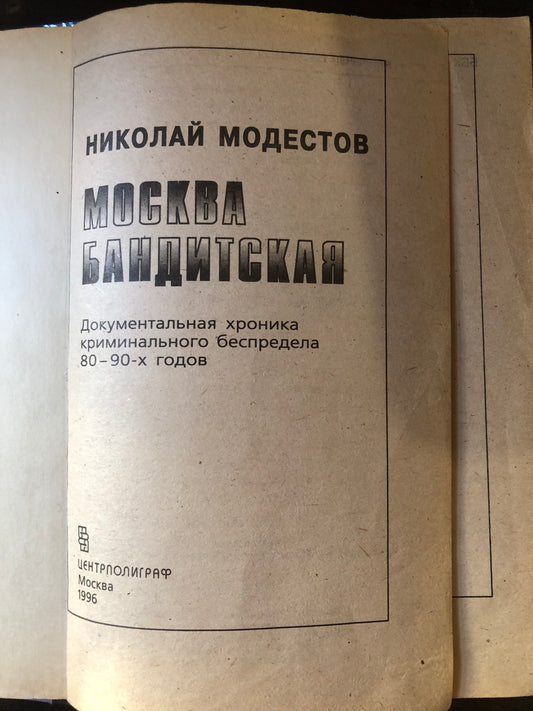 НИКОЛАЙ МОДЕСТОВ
МОСКВА
БАНДИТСКАЯ
Документальная хроника
криминального беспредела
80–90-х годов
ЦЕНТРПОЛИГРАФ
Москва
1996